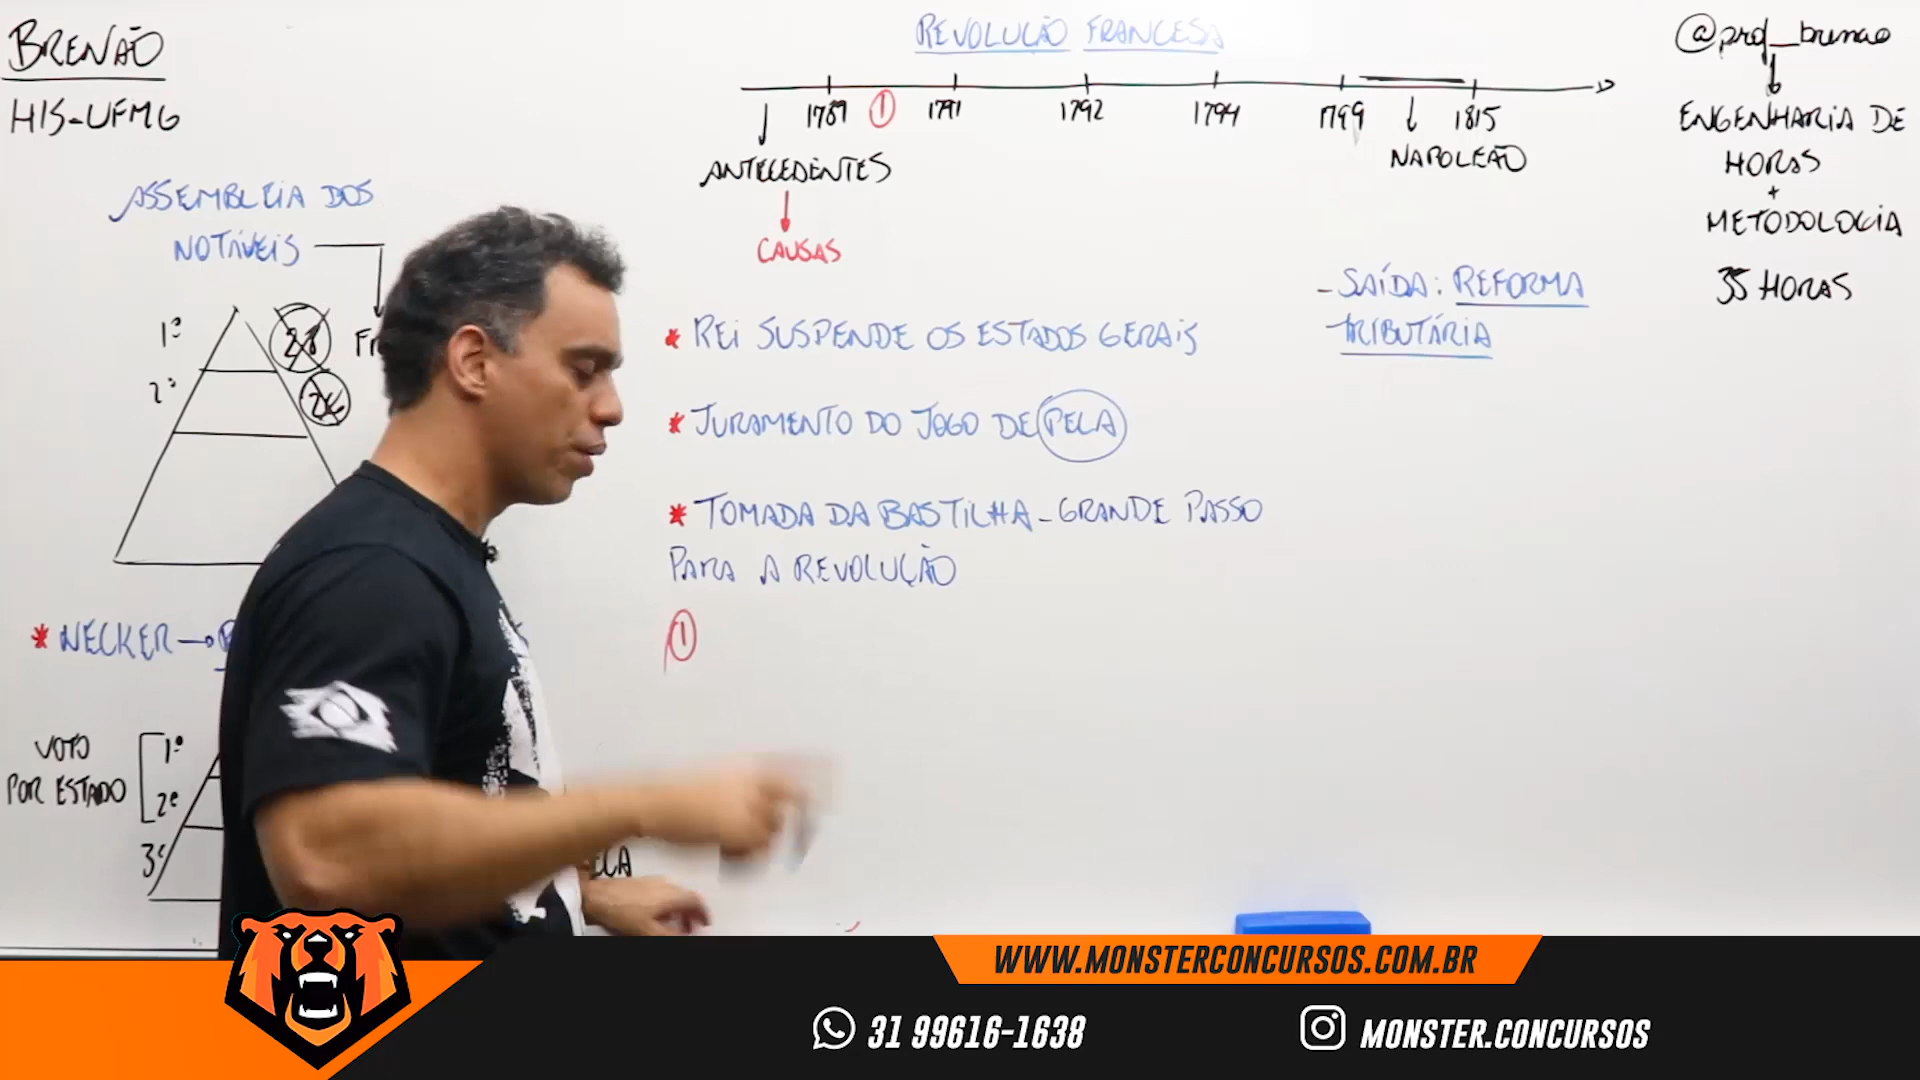 BRENÃO
HIS-UFMG
REVOLUÇÃO FRANCESA
1789 1 1791 1792 1794 1799 1815
ANTECEDENTES
NAPOLEÃO
CAUSAS
@prof_brenao
ENGENHARIA DE
HORAS
+
METODOLOGIA
35 HORAS
ASSEMBLEIA DOS
NOTÁVEIS
1º
2º
* REI SUSPENDE OS ESTADOS GERAIS
* JURAMENTO DO JOGO DE PELA
* TOMADA DA BASTILHA - GRANDE PASSO
PARA A REVOLUÇÃO
1
- SAÍDA: REFORMA
TRIBUTÁRIA
* NECKER →
VOTO
POR ESTADO
1º
2º
3º
WWW.MONSTERCONCURSOS.COM.BR
31 99616-1638
MONSTER.CONCURSOS